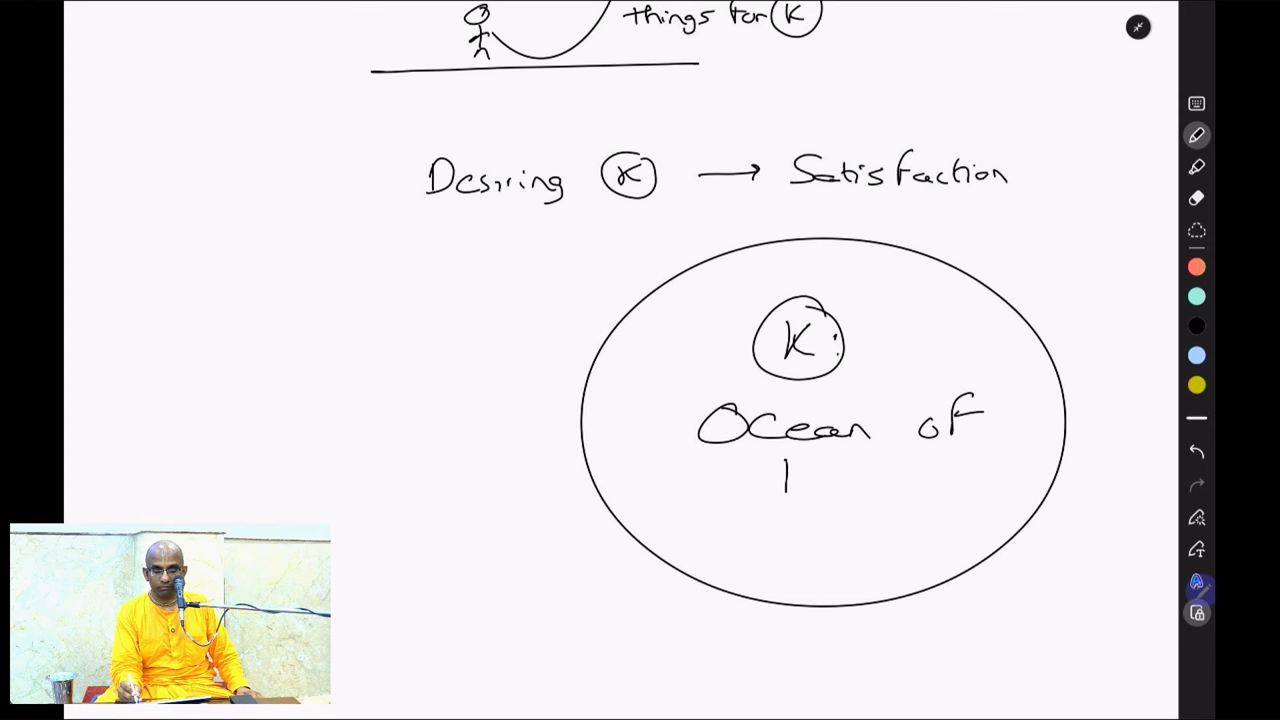 things for K
Desiring K → Satisfaction
K
Ocean of